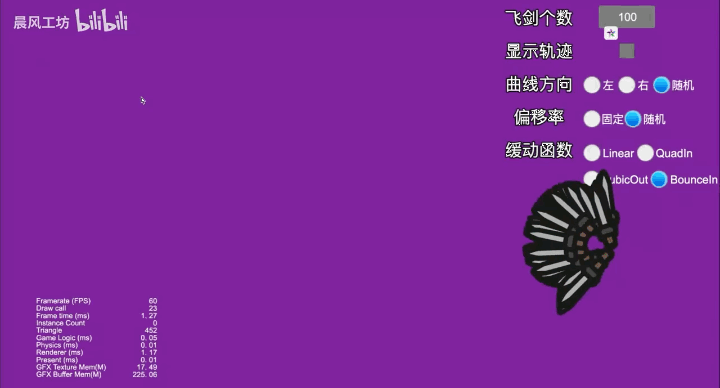 晨风工坊 bilibili
飞剑个数 100
显示轨迹
曲线方向 左 右 随机
偏移率 固定 随机
缓动函数 Linear QuadIn
ubicOut BounceIn
Framerate (FPS) 60
Draw call 23
Frame time (ms) 1. 27
Instance Count 0
Triangle 452
Game Logic (ms) 0. 05
Physics (ms) 0. 01
Renderer (ms) 1. 17
Present (ms) 0. 01
GFX Texture Mem(M) 17. 49
GFX Buffer Mem(M) 225. 06